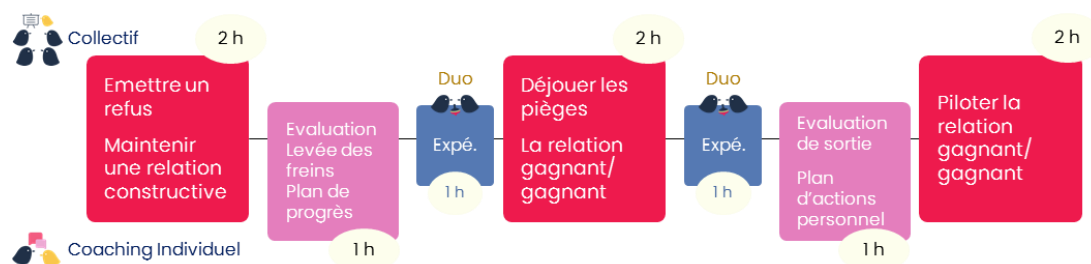 Collectif
2 h
Emettre un
refus
Maintenir
une relation
constructive
Evaluation
Levée des
freins
Plan de
progrès
1 h
Duo
Expé.
1 h
2 h
Déjouer les
pièges
La relation
gagnant/
gagnant
Duo
Expé.
1 h
Evaluation
de sortie
Plan
d’actions
personnel
1 h
2 h
Piloter la
relation
gagnant/
gagnant
Coaching Individuel